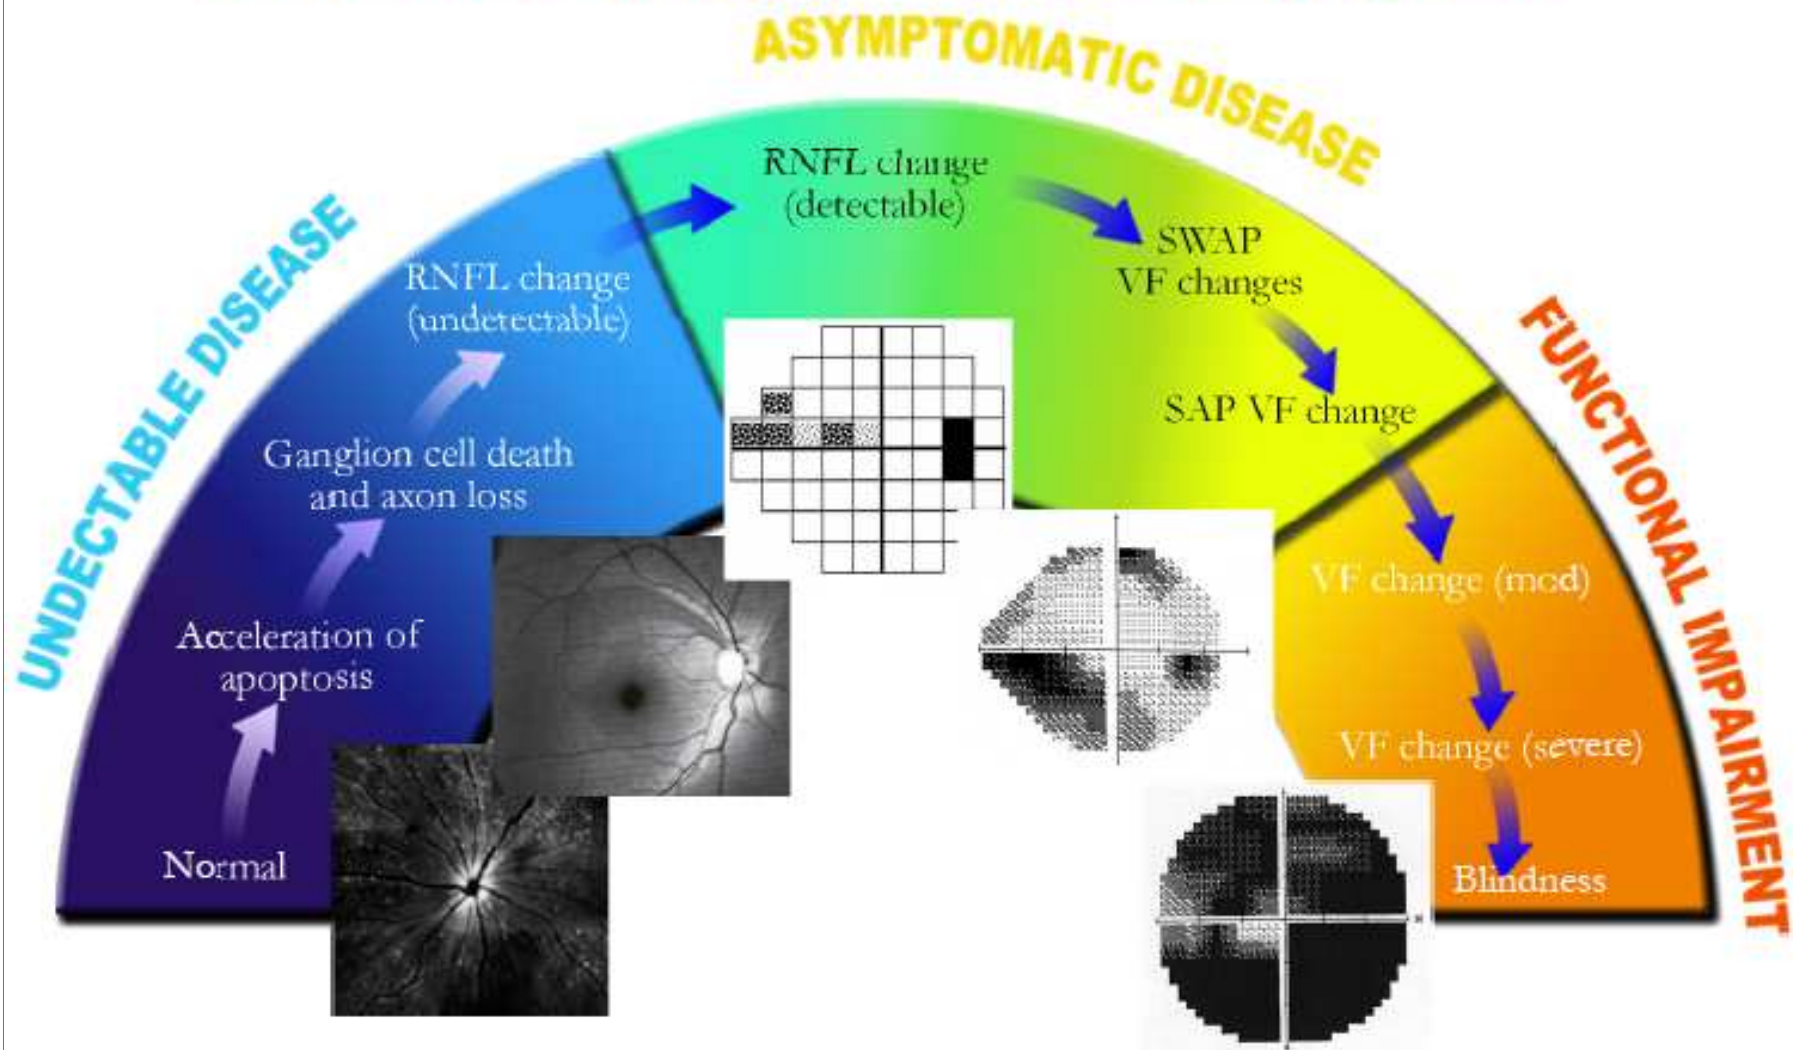 ASYMPTOMATIC DISEASE
UNDECTABLE DISEASE
FUNCTIONAL IMPAIRMENT
Normal
Acceleration of
apoptosis
Ganglion cell death
and axon loss
RNFL change
(undetectable)
RNFL change
(detectable)
SWAP
VF changes
SAP VF change
VF change (mod)
VF change (severe)
Blindness